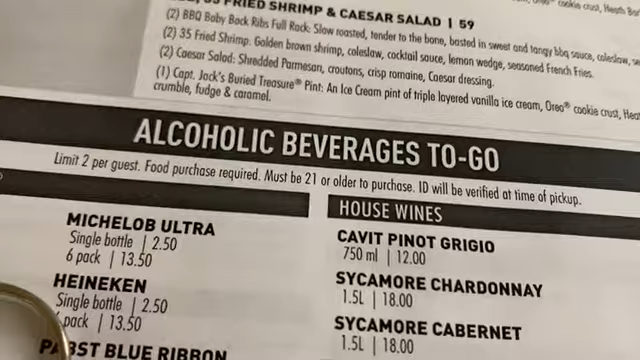 FRIED SHRIMP & CAESAR SALAD | 59
(2) BBQ Baby Back Ribs Full Rack: Slow roasted, tender to the bone, basted in sweet and tangy bbq sauce, coleslaw,
(2) 35 Fried Shrimp: Golden brown shrimp, coleslaw, cocktail sauce, lemon wedge, seasoned French Fries.
(2) Caesar Salad: Shredded Parmesan, croutons, crisp romaine, Caesar dressing.
(1) Capt. Jack's Buried Treasure® Pint: An Ice Cream pint of triple layered vanilla ice cream, Oreo® cookie crust,
crumble, fudge & caramel.
ALCOHOLIC BEVERAGES TO-GO
Limit 2 per guest. Food purchase required. Must be 21 or older to purchase. ID will be verified at time of pickup.
MICHELOB ULTRA
Single bottle | 2.50
6 pack | 13.50
HEINEKEN
Single bottle | 2.50
pack | 13.50
PABST BLUE RIBBON
HOUSE WINES
CAVIT PINOT GRIGIO
750 ml | 12.00
SYCAMORE CHARDONNAY
1.5L | 18.00
SYCAMORE CABERNET
1.5L | 18.00